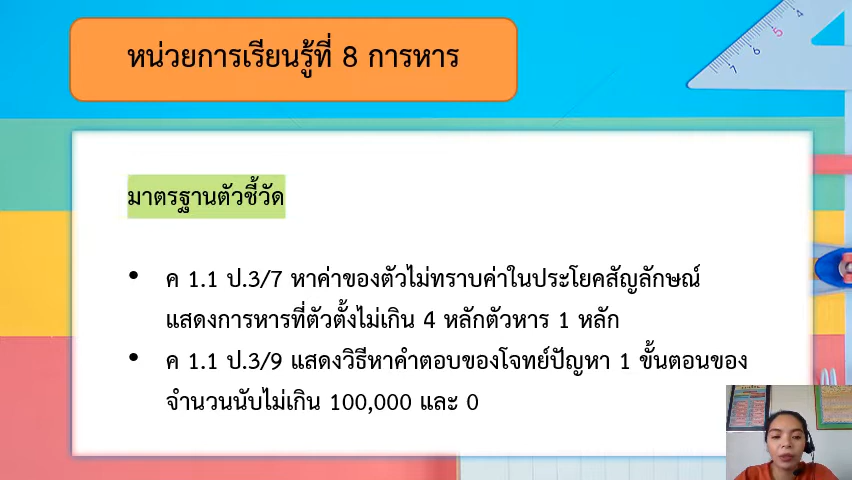 หน่วยการเรียนรู้ที่ 8 การหาร
4
5
6
7
มาตรฐานตัวชี้วัด
• ค 1.1 ป.3/7 หาค่าของตัวไม่ทราบค่าในประโยคสัญลักษณ์
แสดงการหารที่ตัวตั้งไม่เกิน 4 หลักตัวหาร 1 หลัก
• ค 1.1 ป.3/9 แสดงวิธีหาคำตอบของโจทย์ปัญหา 1 ขั้นตอนของ
จำนวนนับไม่เกิน 100,000 และ 0